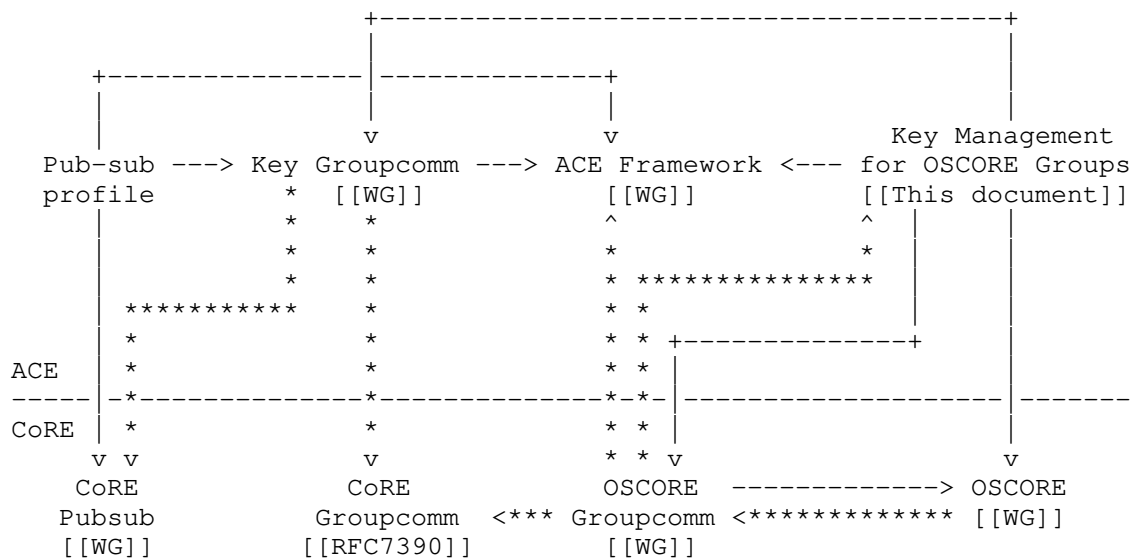 Key Management
Pub-sub ---> Key Groupcomm ---> ACE Framework <--- for OSCORE Groups
profile [[WG]] [[WG]] [[This document]]
ACE
CoRE
CoRE CoRE OSCORE -------------> OSCORE
Pubsub Groupcomm <*** Groupcomm <************* [[WG]]
[[WG]] [[RFC7390]] [[WG]]